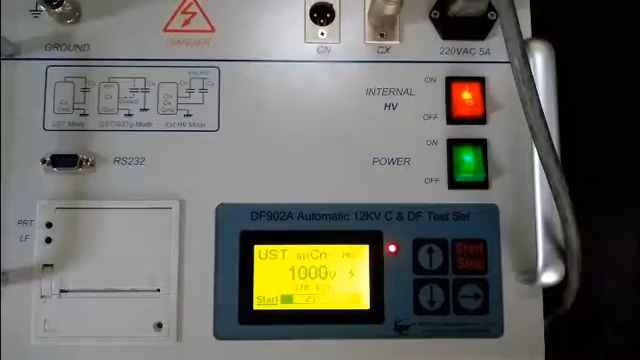 GROUND
DANGER
CN
CX
220VAC 5A
UST Mode
GST/GSTg Mode
Ext HV Mode
INTERNAL
HV
ON
OFF
RS232
POWER
ON
OFF
PRT
LF
DF902A Automatic 12KV C & DF Test Set
UST
Cn
1000V
Start
Start
Stop